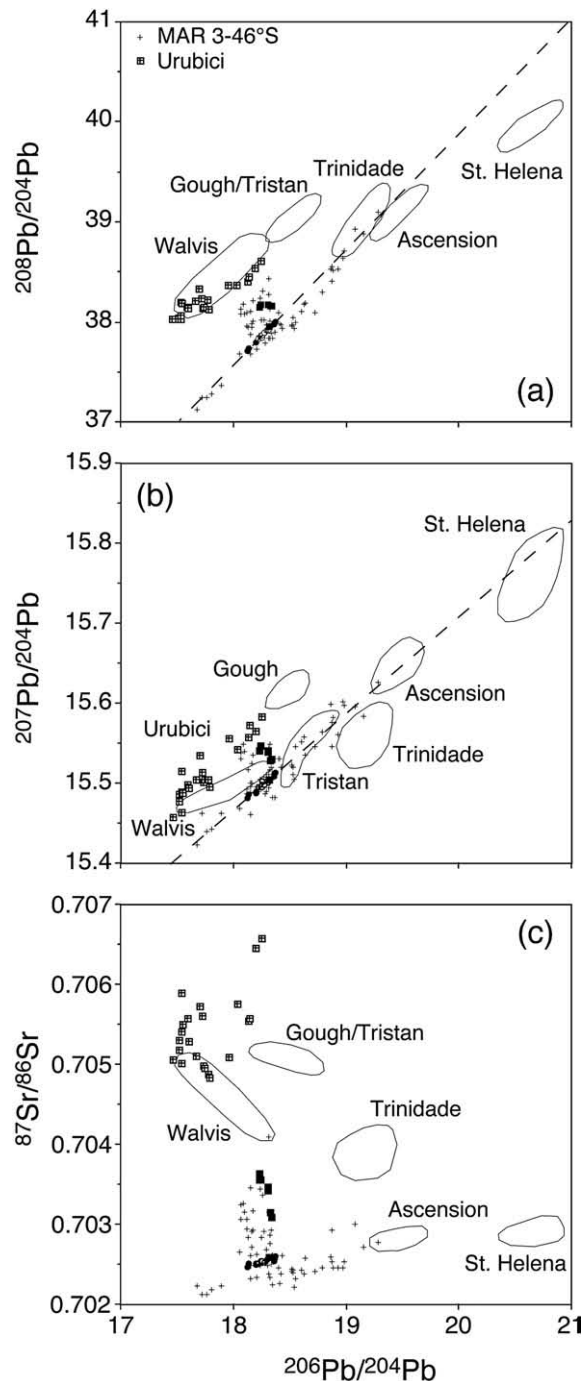 41
+ MAR 3-46°S
⊞ Urubici
40
St. Helena
Trinidade
Gough/Tristan
39
Ascension
Walvis
208Pb/204Pb
38
37
(a)
15.9
(b)
St. Helena
15.8
15.7
207Pb/204Pb
Gough
15.6
Ascension
Urubici
Trinidade
15.5
Tristan
Walvis
15.4
0.707
(c)
0.706
Gough/Tristan
0.705
87Sr/86Sr
Trinidade
Walvis
0.704
Ascension
0.703
St. Helena
0.702
17 18 19 20 21
206Pb/204Pb